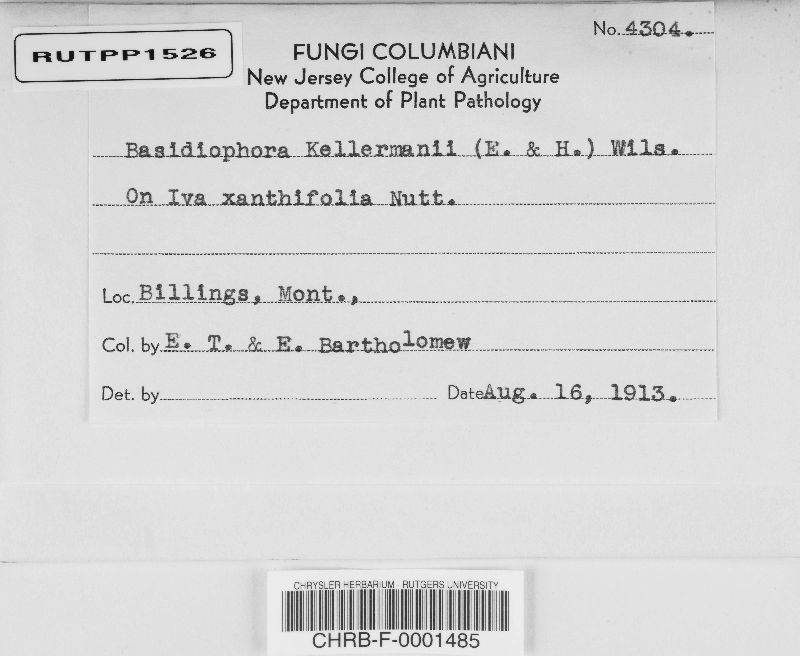 No. 4304.
RUTPP1526
FUNGI COLUMBIANI
New Jersey College of Agriculture
Department of Plant Pathology
Basidiophora Kellermanii (E. & H.) Wils.
On Iva xanthifolia Nutt.
Loc. Billings, Mont.,
Col. by E. T. & E. Bartholomew
Det. by Date Aug. 16, 1913.
CHRYSLER HERBARIUM - RUTGERS UNIVERSITY
CHRB-F-0001485